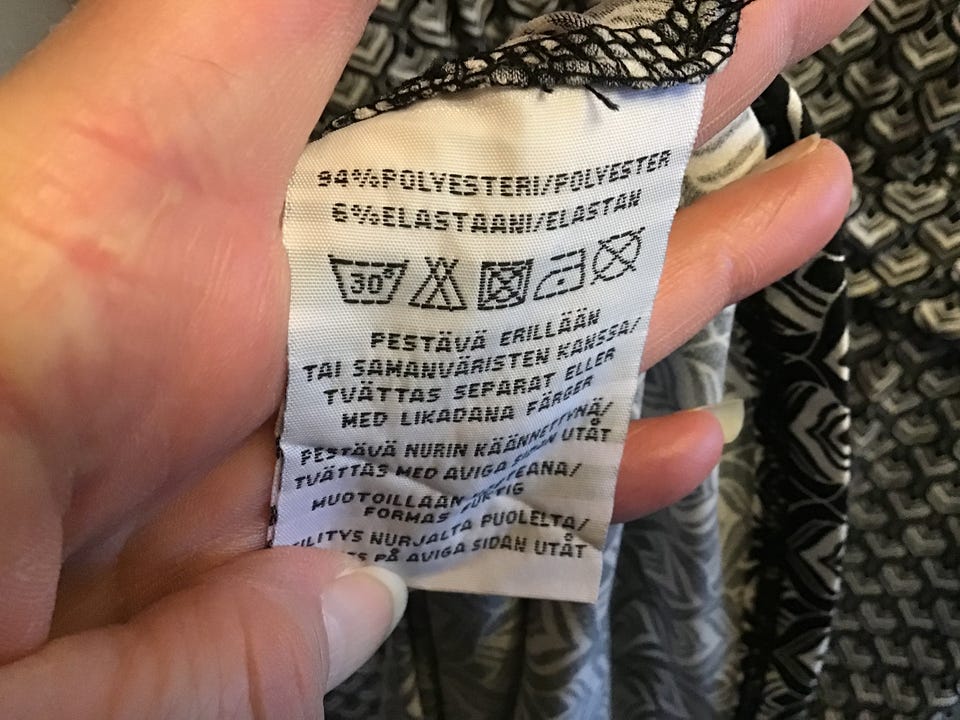 94%POLYESTERI/POLYESTER
6%ELASTAANI/ELASTAN
30°
PESTÄVÄ ERILLÄÄN
TAI SAMANVÄRISTEN KANSSA/
TVÄTTAS SEPARAT ELLER
MED LIKADANA FÄRGER
PESTÄVÄ NURIN KÄÄNNETTYNÄ/
TVÄTTAS MED AVIGA SIDAN UTÅT
MUOTOILLAAN
FORMAS
NURJALTA PUOLELTA/
PÅ AVIGA SIDAN UTÅT